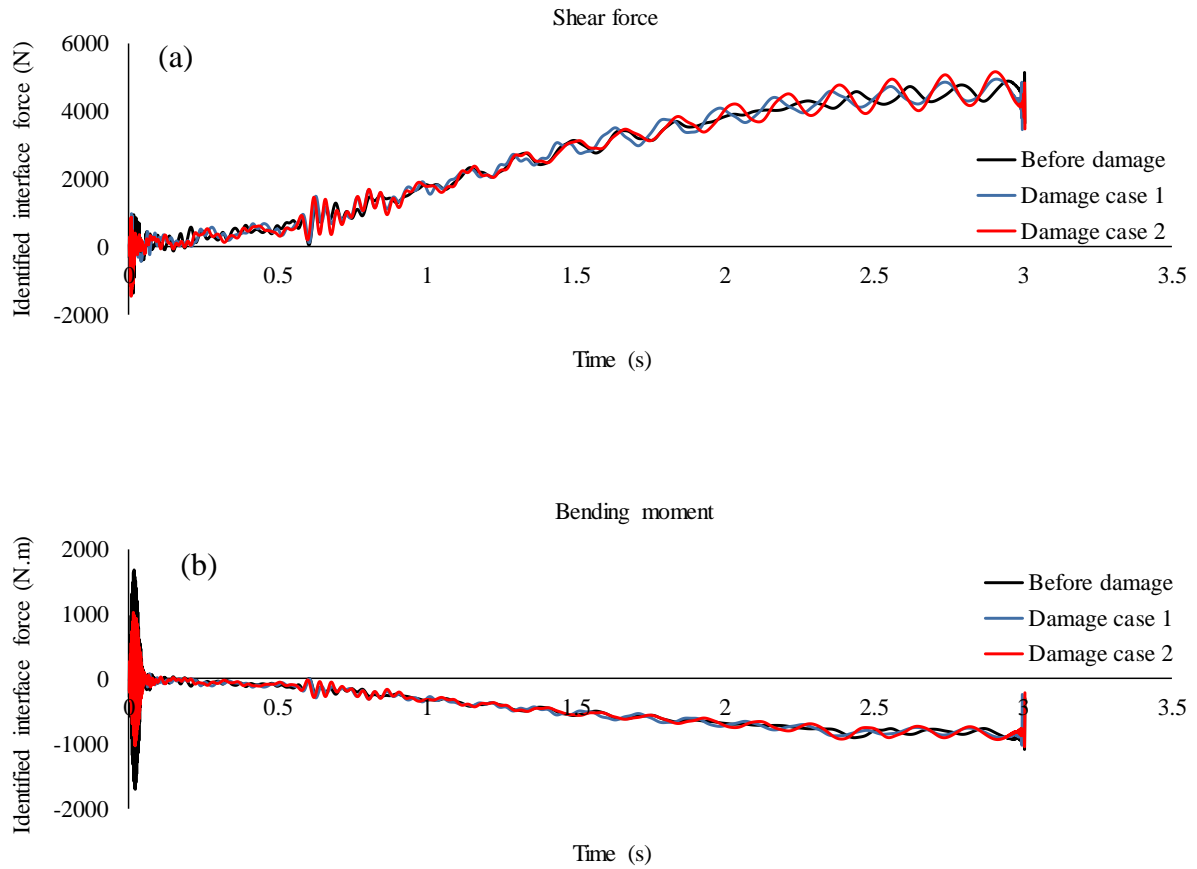 Shear force
(a)
Identified interface force (N)
6000
4000
2000
0
-2000
0
0.5
1
1.5
2
2.5
3
3.5
Before damage
Damage case 1
Damage case 2
Time (s)
Bending moment
(b)
Identified interface force (N.m)
2000
1000
0
-1000
-2000
0
0.5
1
1.5
2
2.5
3
3.5
Before damage
Damage case 1
Damage case 2
Time (s)